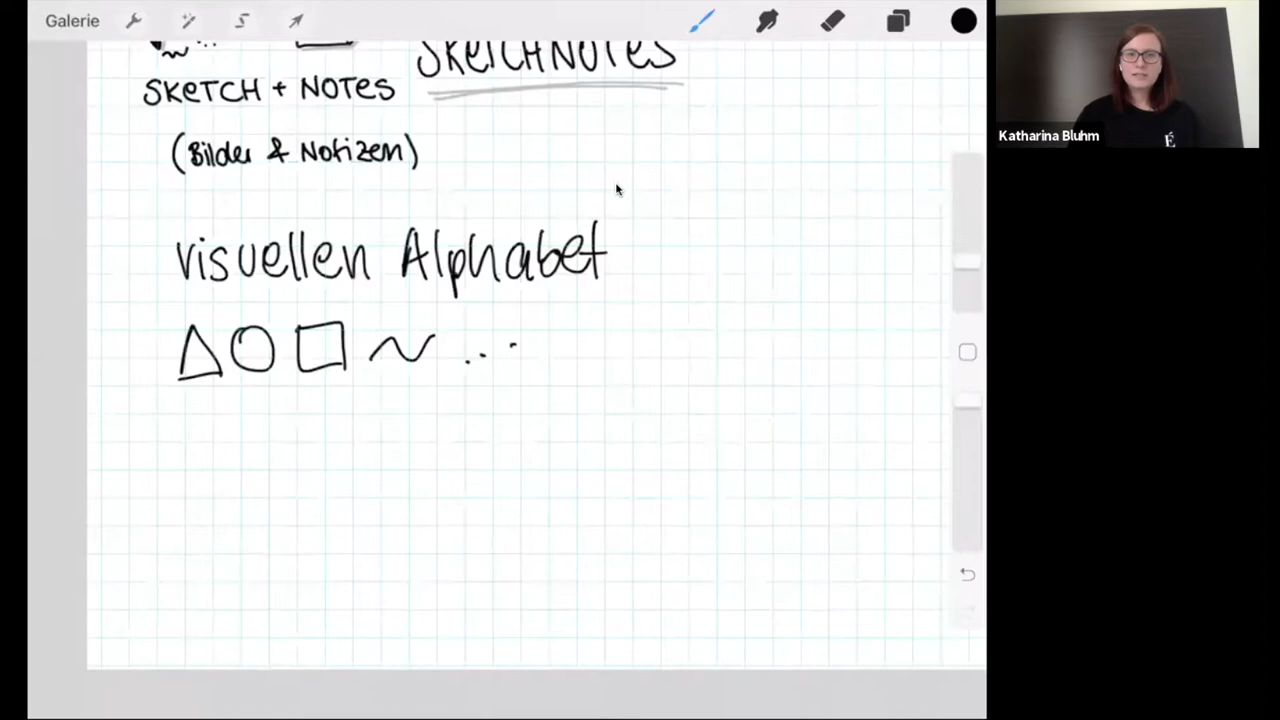 Galerie
SKETCHNOTES
SKETCH + NOTES
(Bilder & Notizen)
visuellen Alphabet
Katharina Bluhm
É